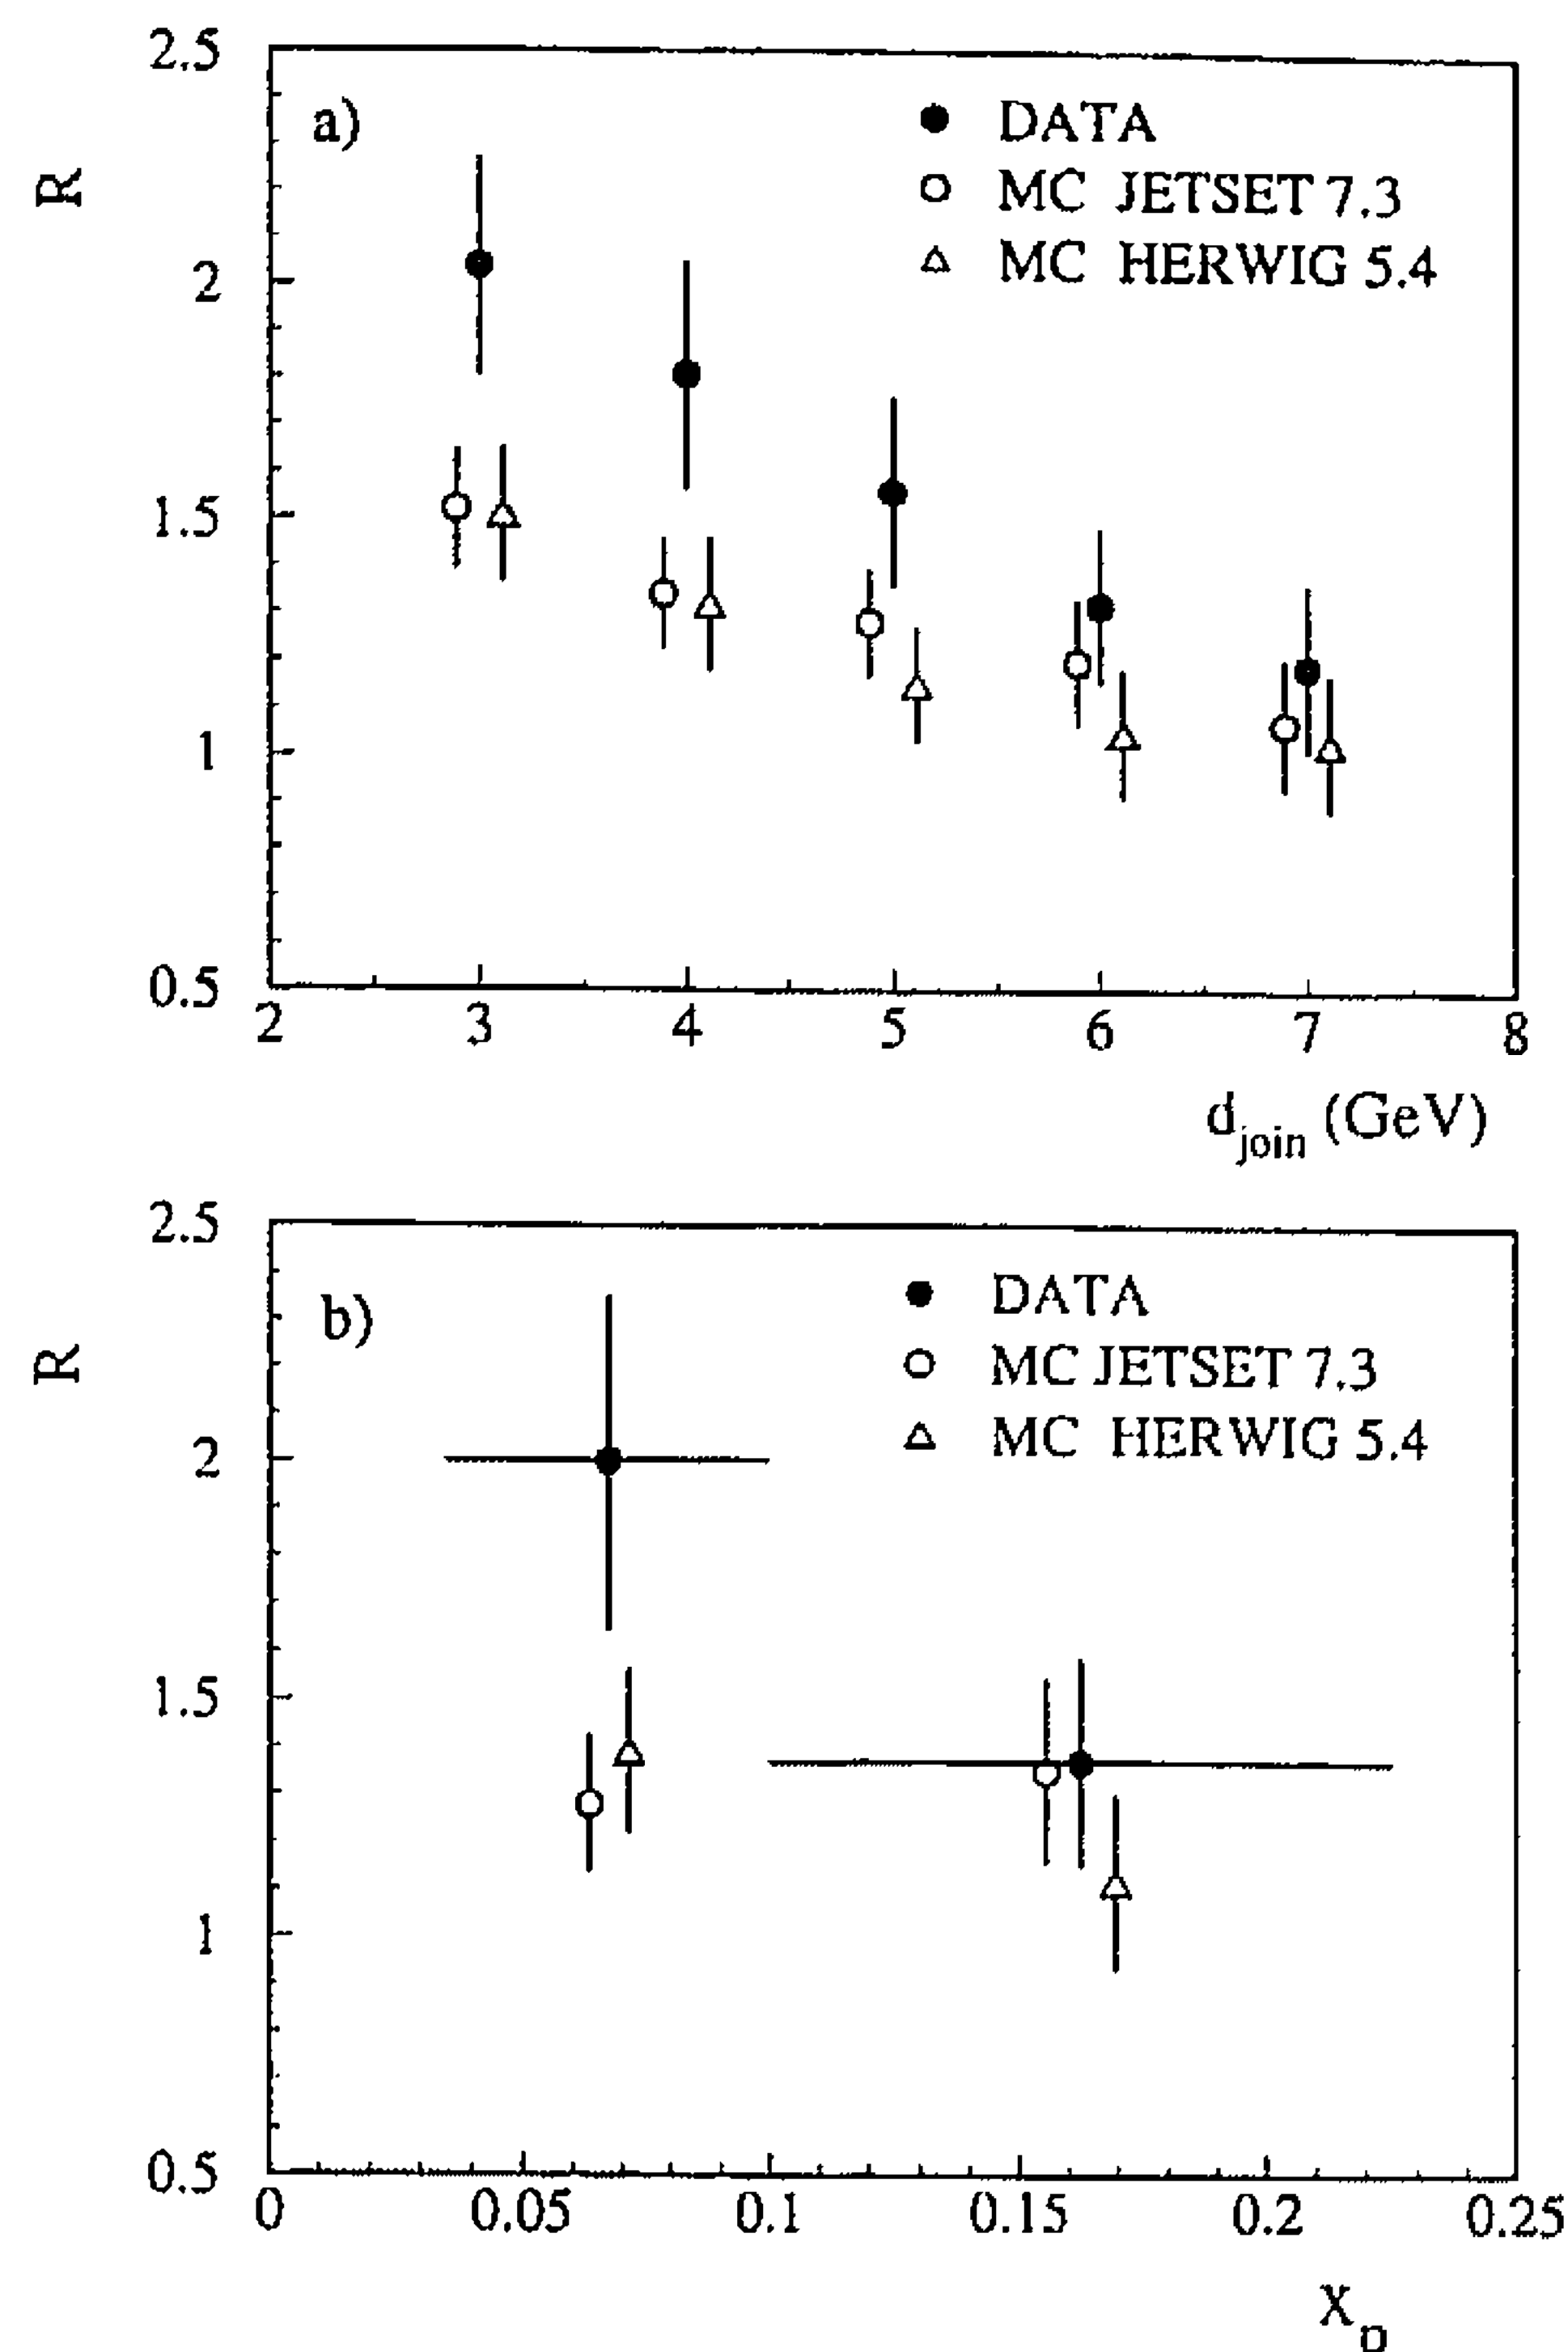 2.5
a)
DATA
R
MC JETSET 7.3
MC HERWIG 5.4
2
1.5
1
0.5
2 3 4 5 6 7 8
d_join (GeV)
2.5
b)
DATA
R
MC JETSET 7.3
MC HERWIG 5.4
2
1.5
1
0.5
0 0.05 0.1 0.15 0.2 0.25
X_p